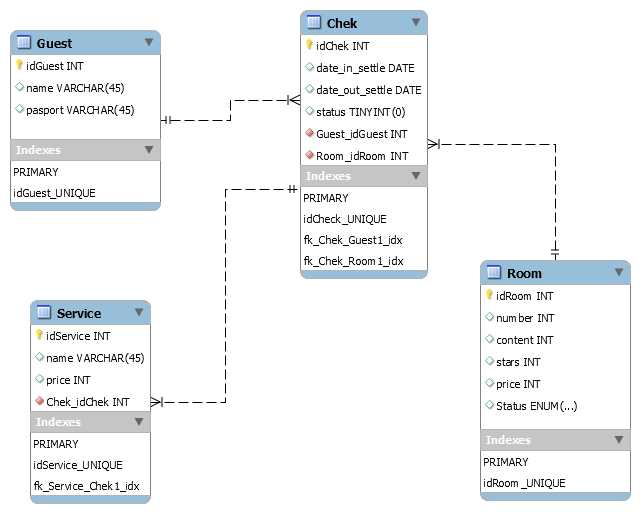 Guest
idGuest INT
name VARCHAR(45)
pasport VARCHAR(45)
Indexes
PRIMARY
idGuest_UNIQUE
Chek
idChek INT
date_in_settle DATE
date_out_settle DATE
status TINYINT(0)
Guest_idGuest INT
Room_idRoom INT
Indexes
PRIMARY
idCheck_UNIQUE
fk_Chek_Guest1_idx
fk_Chek_Room1_idx
Service
idService INT
name VARCHAR(45)
price INT
Chek_idChek INT
Indexes
PRIMARY
idService_UNIQUE
fk_Service_Chek1_idx
Room
idRoom INT
number INT
content INT
stars INT
price INT
Status ENUM(...)
Indexes
PRIMARY
idRoom_UNIQUE